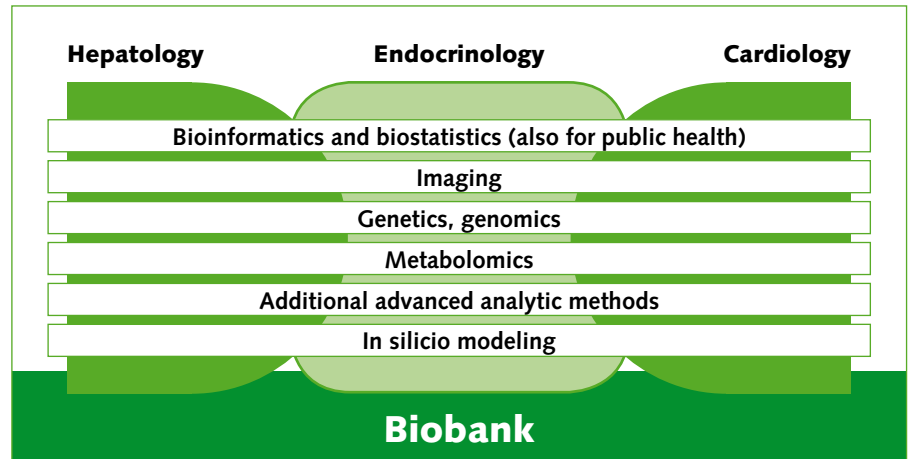 Hepatology Endocrinology Cardiology
Bioinformatics and biostatistics (also for public health)
Imaging
Genetics, genomics
Metabolomics
Additional advanced analytic methods
In silicio modeling
Biobank